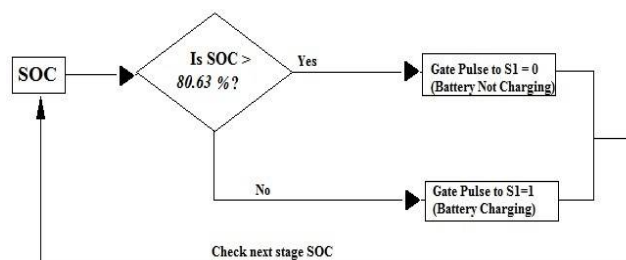 SOC
Is SOC >
80.63 %?
Yes
Gate Pulse to S1 = 0
(Battery Not Charging)
No
Gate Pulse to S1=1
(Battery Charging)
Check next stage SOC